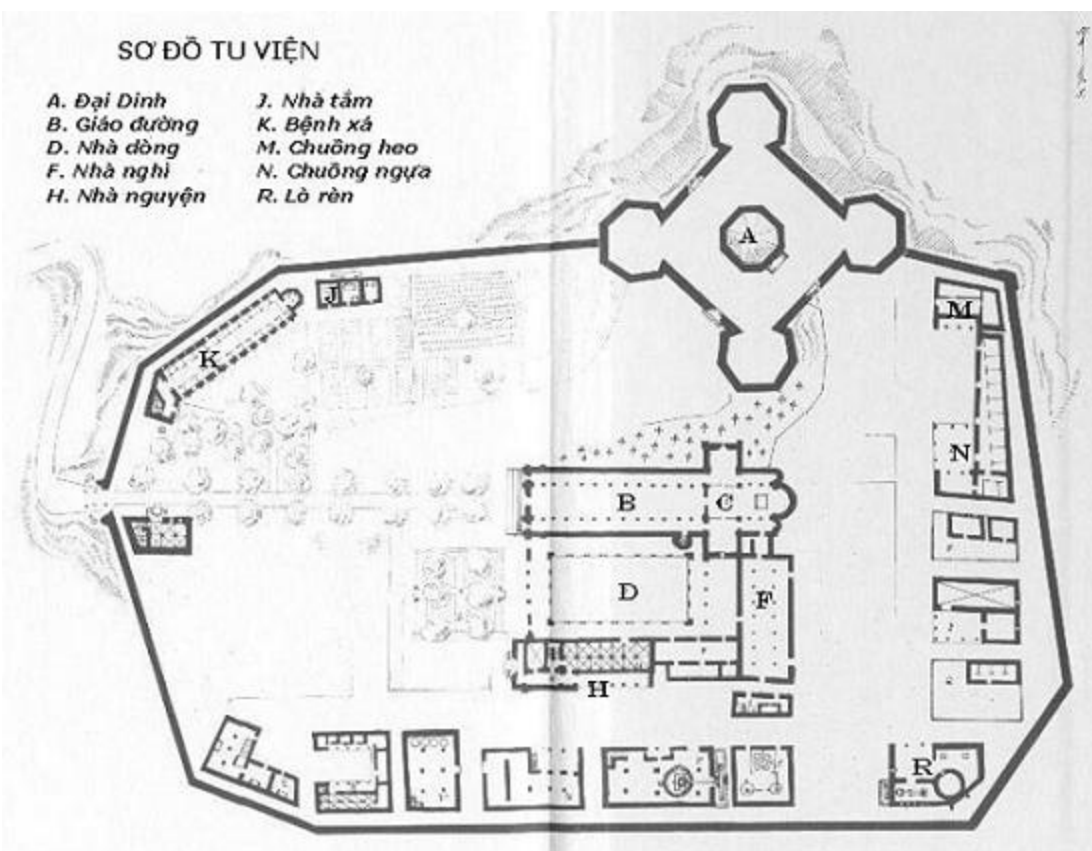 SƠ ĐỒ TU VIỆN
A. Đại Dinh
B. Giáo đường
D. Nhà dòng
F. Nhà nghỉ
H. Nhà nguyện
J. Nhà tắm
K. Bệnh xá
M. Chuồng heo
N. Chuồng ngựa
R. Lò rèn
A
J
M
K
N
B
C
D
F
H
R